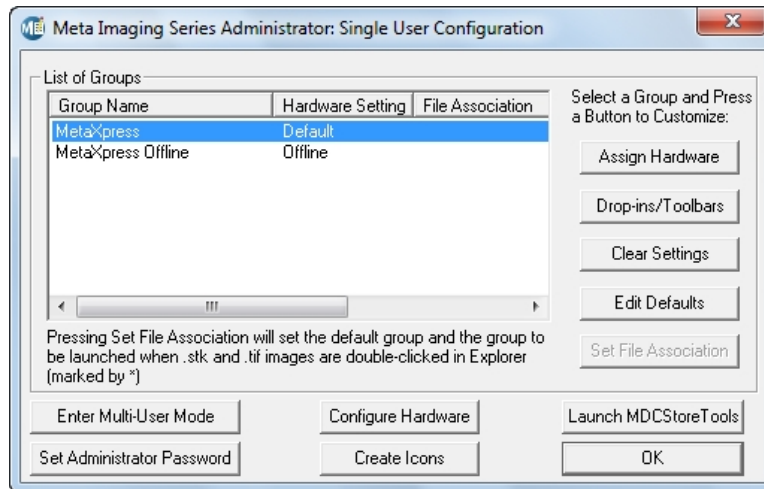 Meta Imaging Series Administrator: Single User Configuration
List of Groups
Group Name Hardware Setting File Association
MetaXpress Default
MetaXpress Offline Offline
Pressing Set File Association will set the default group and the group to
be launched when .stk and .tif images are double-clicked in Explorer
(marked by *)
Select a Group and Press
a Button to Customize:
Assign Hardware
Drop-ins/Toolbars
Clear Settings
Edit Defaults
Set File Association
Enter Multi-User Mode
Configure Hardware
Launch MDCStoreTools
Set Administrator Password
Create Icons
OK